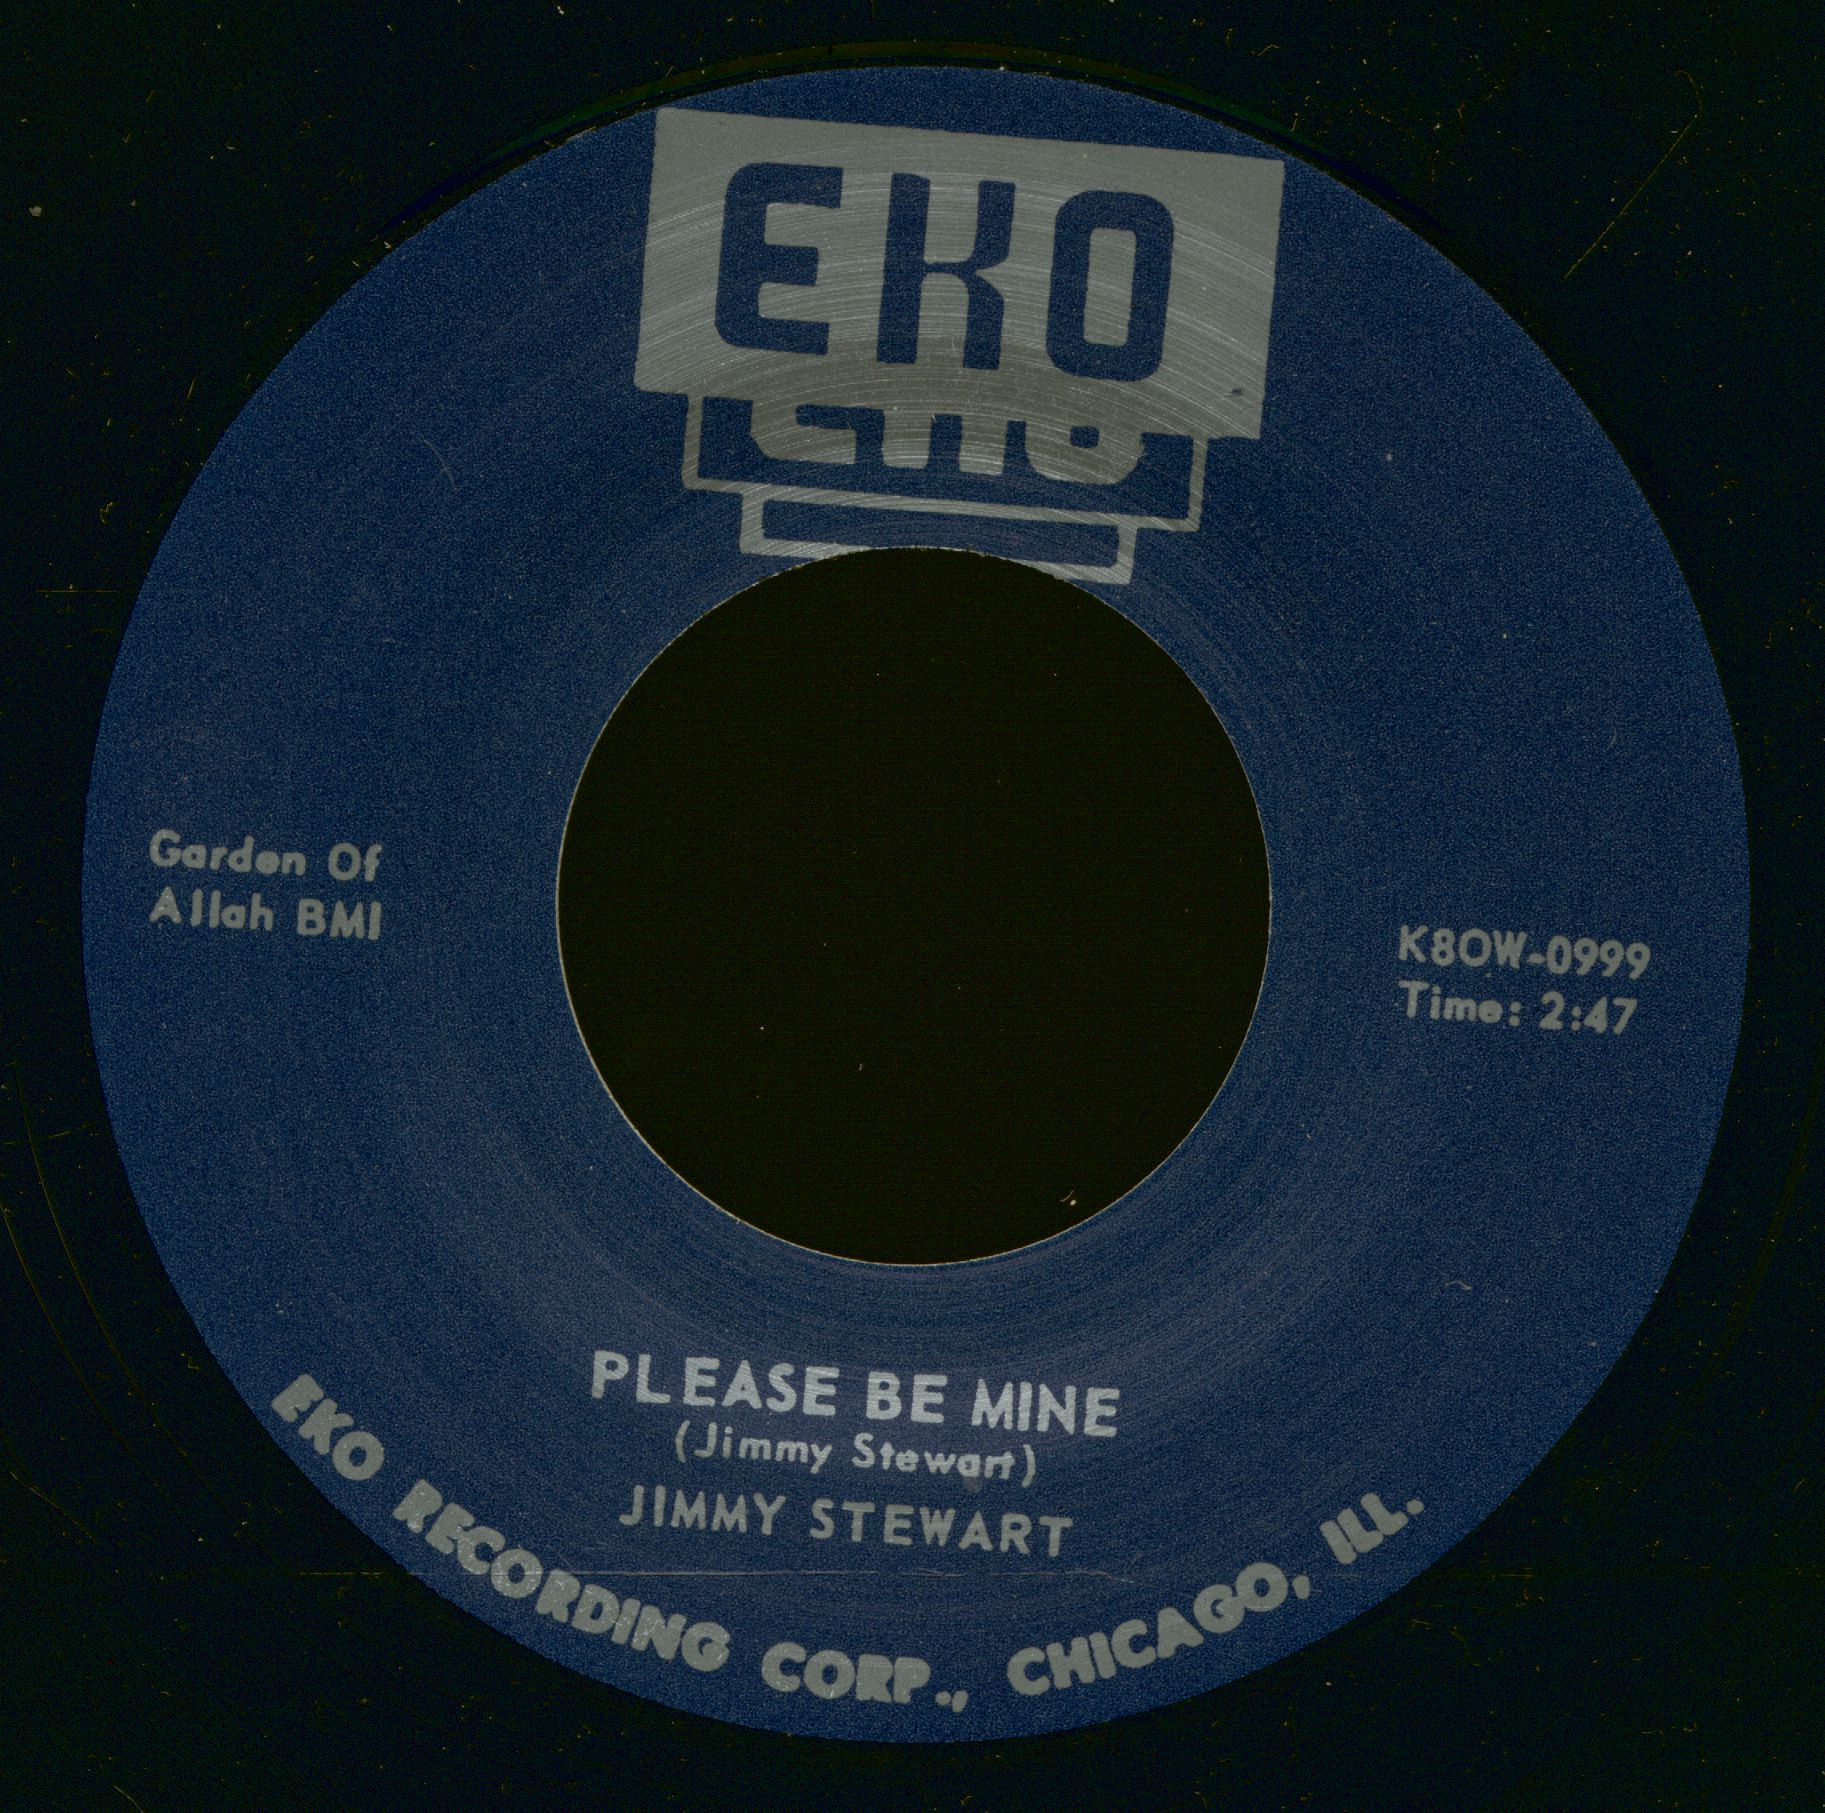 EKO
EKO
Garden Of
Allah BMI
K8OW-0999
Time: 2:47
PLEASE BE MINE
(Jimmy Stewart)
JIMMY STEWART
EKO RECORDING CORP., CHICAGO, ILL.